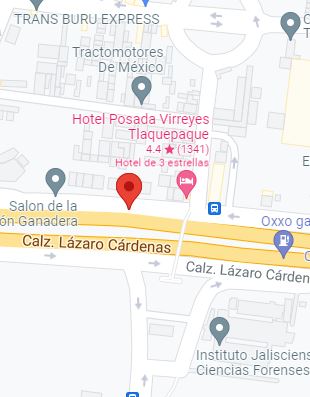 TRANS BURU EXPRESS
Tractomotores
De México
Hotel Posada Virreyes
Tlaquepaque
4.4 ★ (1341)
Hotel de 3 estrellas
Salon de la
ón Ganadera
Oxxo ga
Calz. Lázaro Cárdenas
Calz. Lázaro Cárden
Instituto Jaliscien
Ciencias Forenses